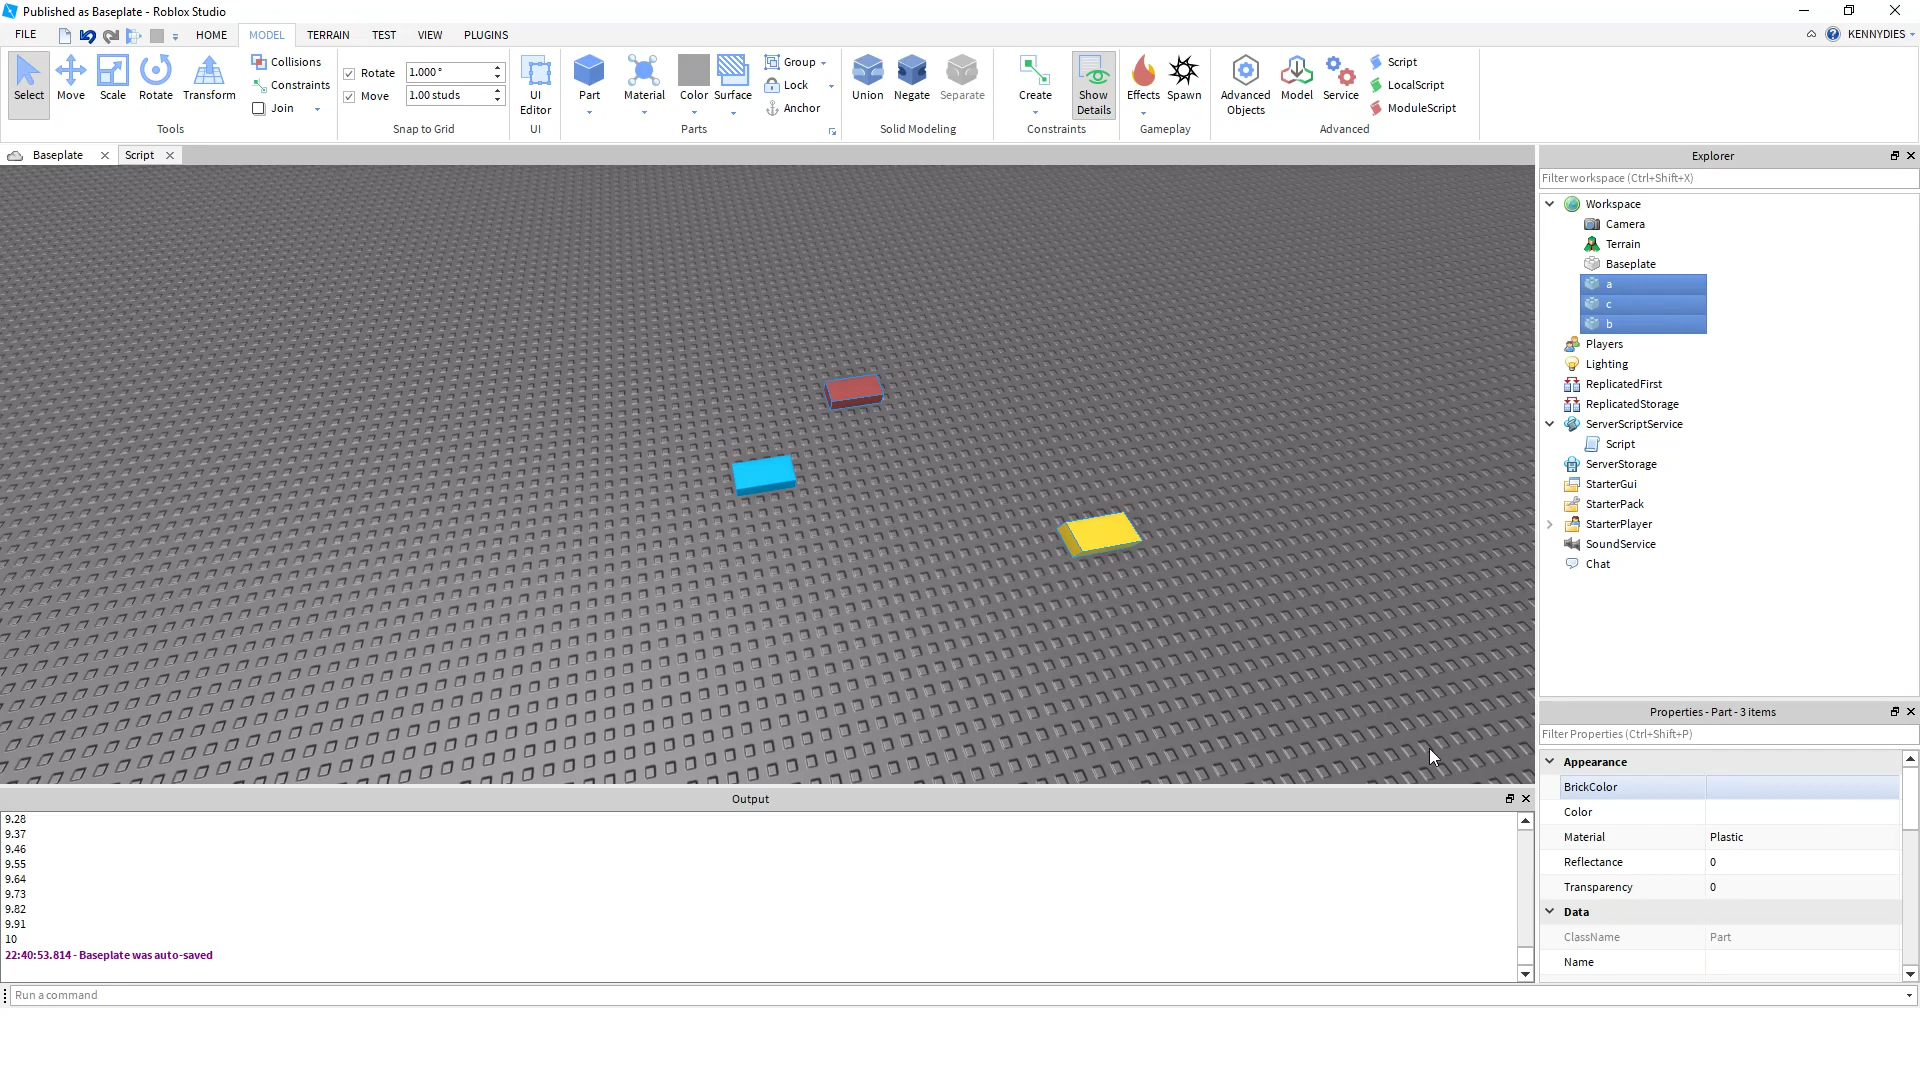 Published as Baseplate - Roblox Studio
FILE HOME MODEL TERRAIN TEST VIEW PLUGINS KENNYDIES
Select Move Scale Rotate Transform
Collisions
Constraints
Join
Tools
Rotate 1.000 °
Move 1.00 studs
Snap to Grid
UI Editor
UI
Part Material Color Surface
Group
Lock
Anchor
Parts
Union Negate Separate
Solid Modeling
Create Show Details
Constraints
Effects Spawn
Gameplay
Advanced Objects Model Service
Script
LocalScript
ModuleScript
Advanced
Baseplate Script
Explorer
Filter workspace (Ctrl+Shift+X)
Workspace
Camera
Terrain
Baseplate
a
c
b
Players
Lighting
ReplicatedFirst
ReplicatedStorage
ServerScriptService
Script
ServerStorage
StarterGui
StarterPack
StarterPlayer
SoundService
Chat
Properties - Part - 3 items
Filter Properties (Ctrl+Shift+P)
Appearance
BrickColor
Color
Material Plastic
Reflectance 0
Transparency 0
Data
ClassName Part
Name
Output
9.28
9.37
9.46
9.55
9.64
9.73
9.82
9.91
10
22:40:53.814 - Baseplate was auto-saved
Run a command